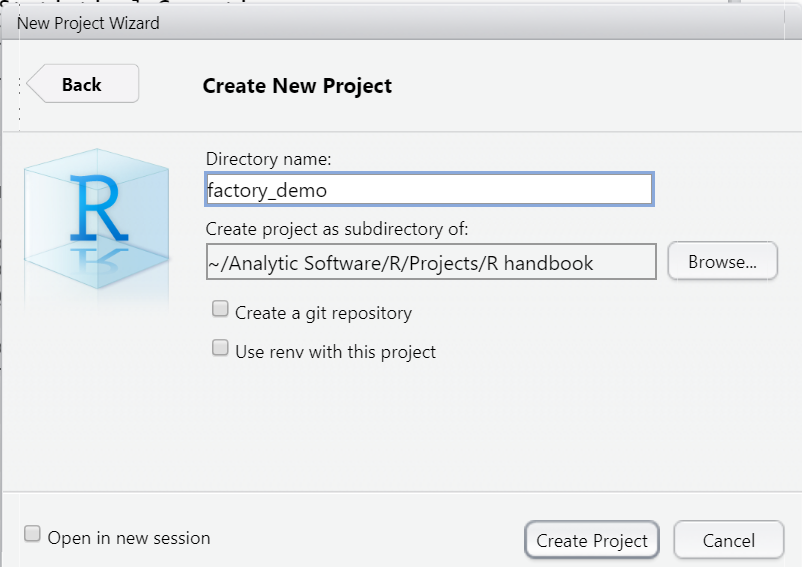 New Project Wizard
Back
Create New Project
R
Directory name:
factory_demo
Create project as subdirectory of:
~/Analytic Software/R/Projects/R handbook
Browse...
Create a git repository
Use renv with this project
Open in new session
Create Project
Cancel